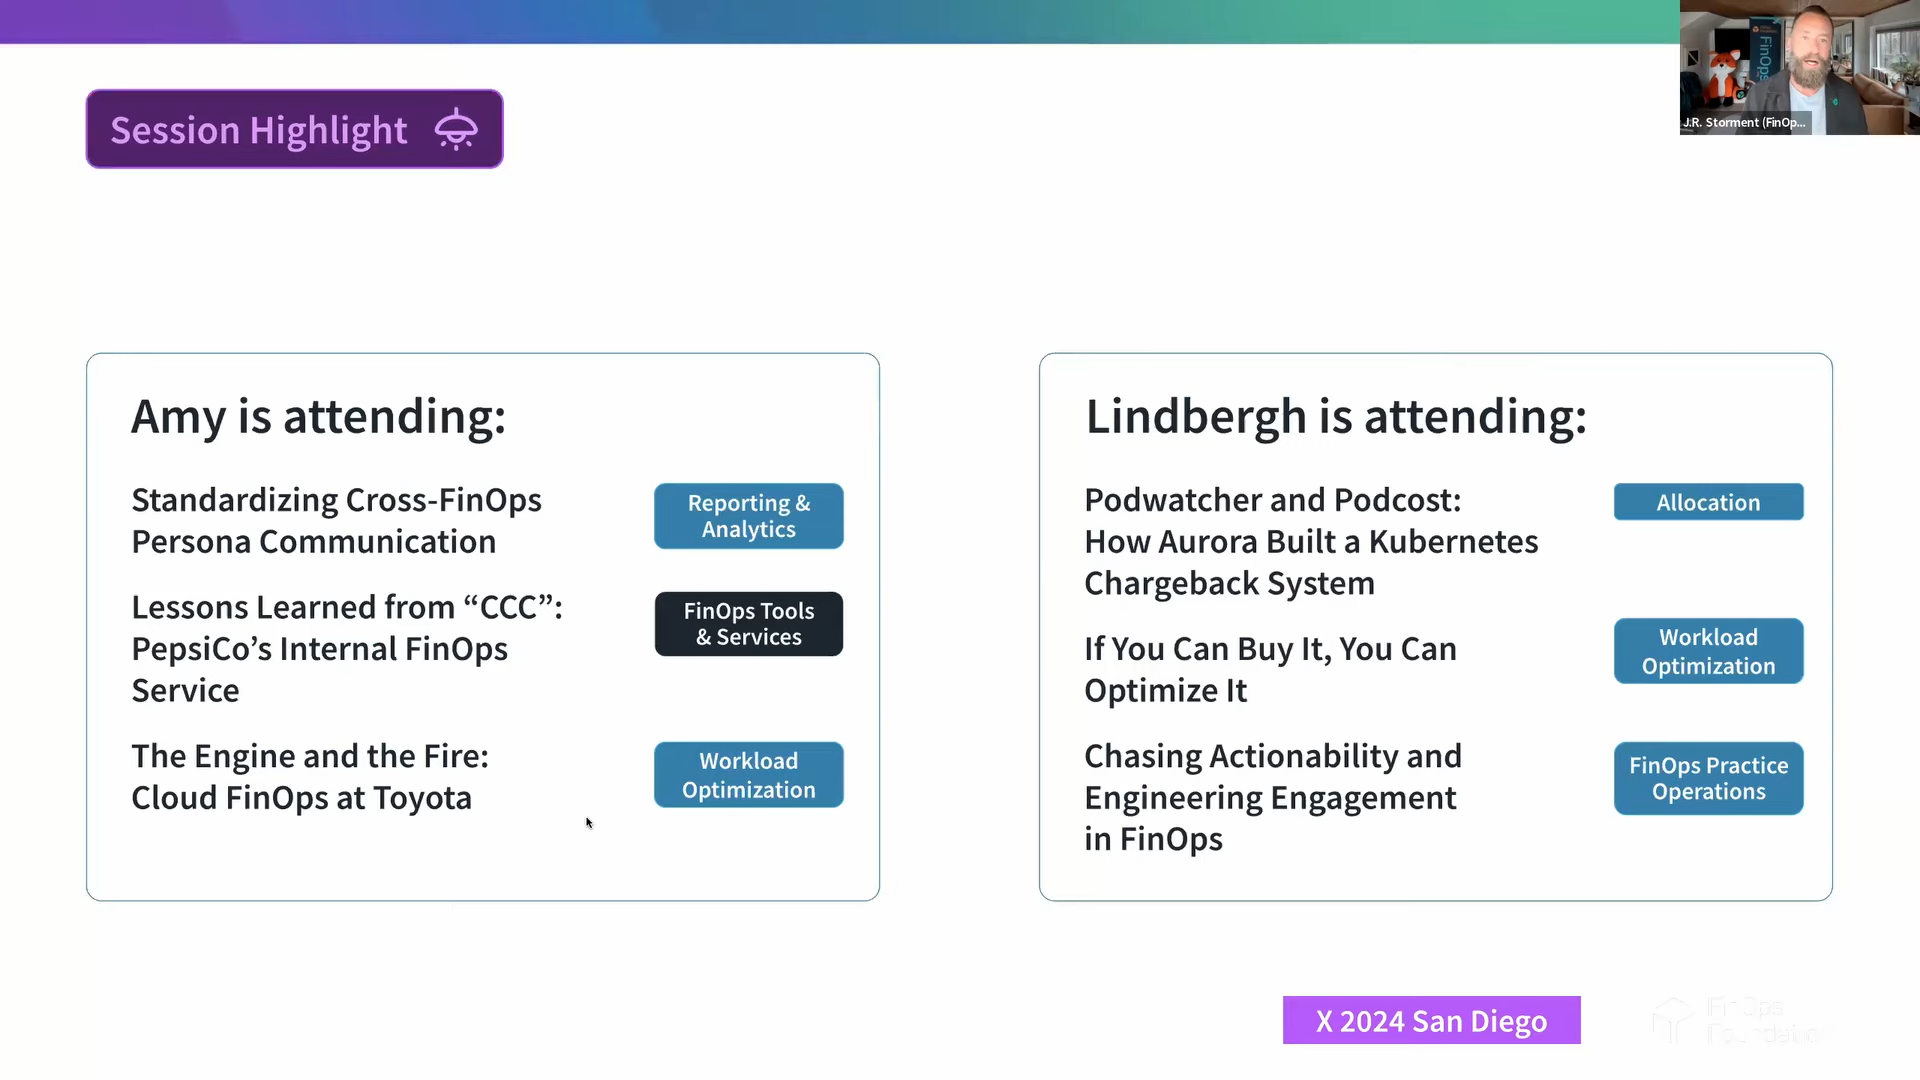 Session Highlight
J.R. Storment (FinOp...
FinOps
Amy is attending:
Standardizing Cross-FinOps
Persona Communication
Reporting &
Analytics
Lessons Learned from “CCC”:
PepsiCo’s Internal FinOps
Service
FinOps Tools
& Services
The Engine and the Fire:
Cloud FinOps at Toyota
Workload
Optimization
Lindbergh is attending:
Podwatcher and Podcost:
How Aurora Built a Kubernetes
Chargeback System
Allocation
If You Can Buy It, You Can
Optimize It
Workload
Optimization
Chasing Actionability and
Engineering Engagement
in FinOps
FinOps Practice
Operations
X 2024 San Diego
FinOps
Foundation